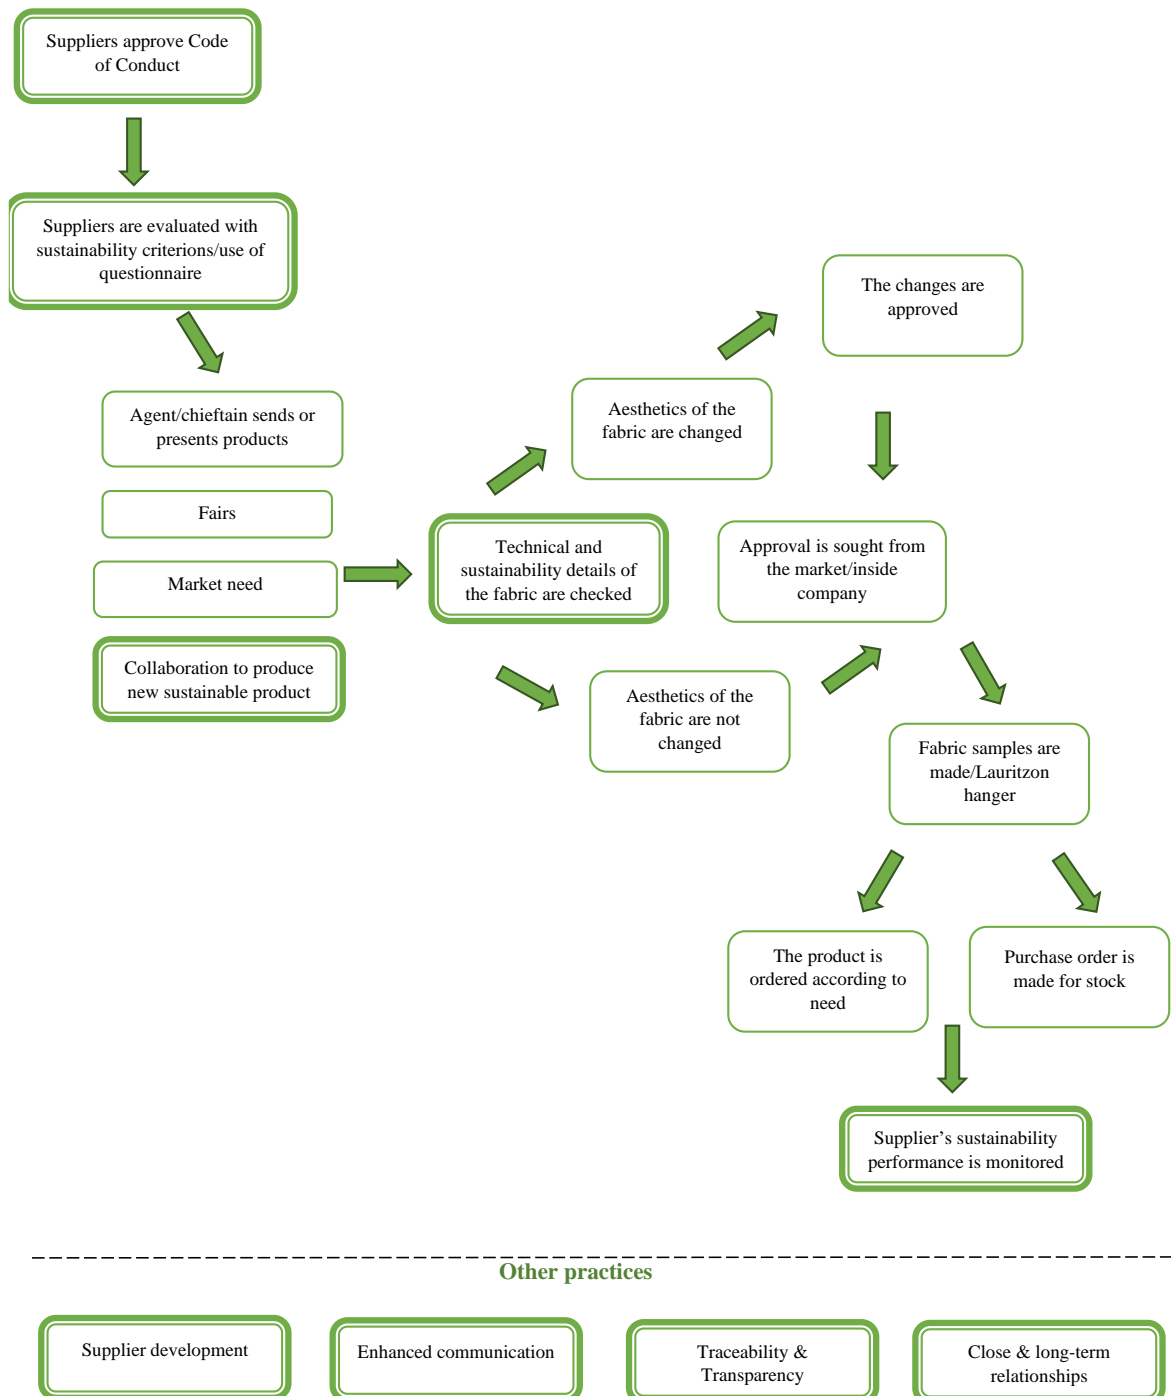 Suppliers approve Code
of Conduct
Suppliers are evaluated with
sustainability criterions/use of
questionnaire
Agent/chieftain sends or
presents products
Fairs
Market need
Collaboration to produce
new sustainable product
Technical and
sustainability details of
the fabric are checked
Aesthetics of the
fabric are changed
The changes are
approved
Aesthetics of the
fabric are not
changed
Approval is sought from
the market/inside
company
Fabric samples are
made/Lauritzon
hanger
The product is
ordered according to
need
Purchase order is
made for stock
Supplier’s sustainability
performance is monitored
Other practices
Supplier development
Enhanced communication
Traceability &
Transparency
Close & long-term
relationships